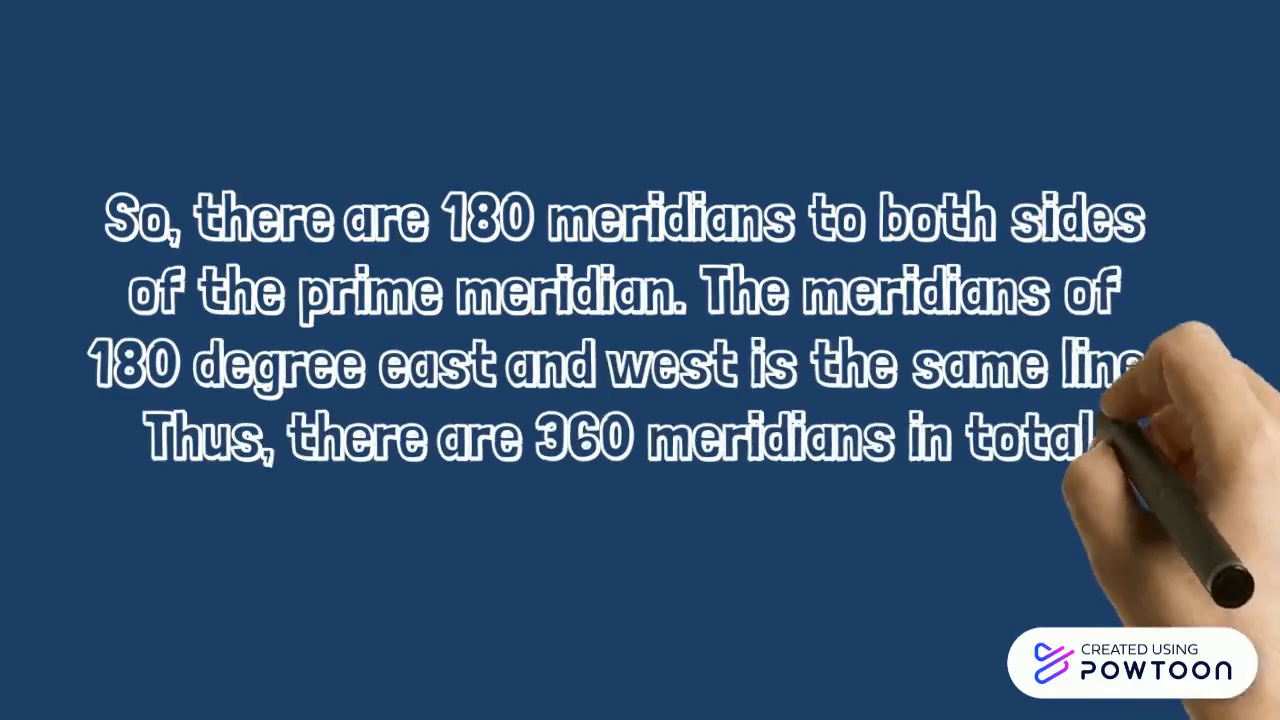 So, there are 180 meridians to both sides
of the prime meridian. The meridians of
180 degree east and west is the same line
Thus, there are 360 meridians in total
CREATED USING
POWTOON